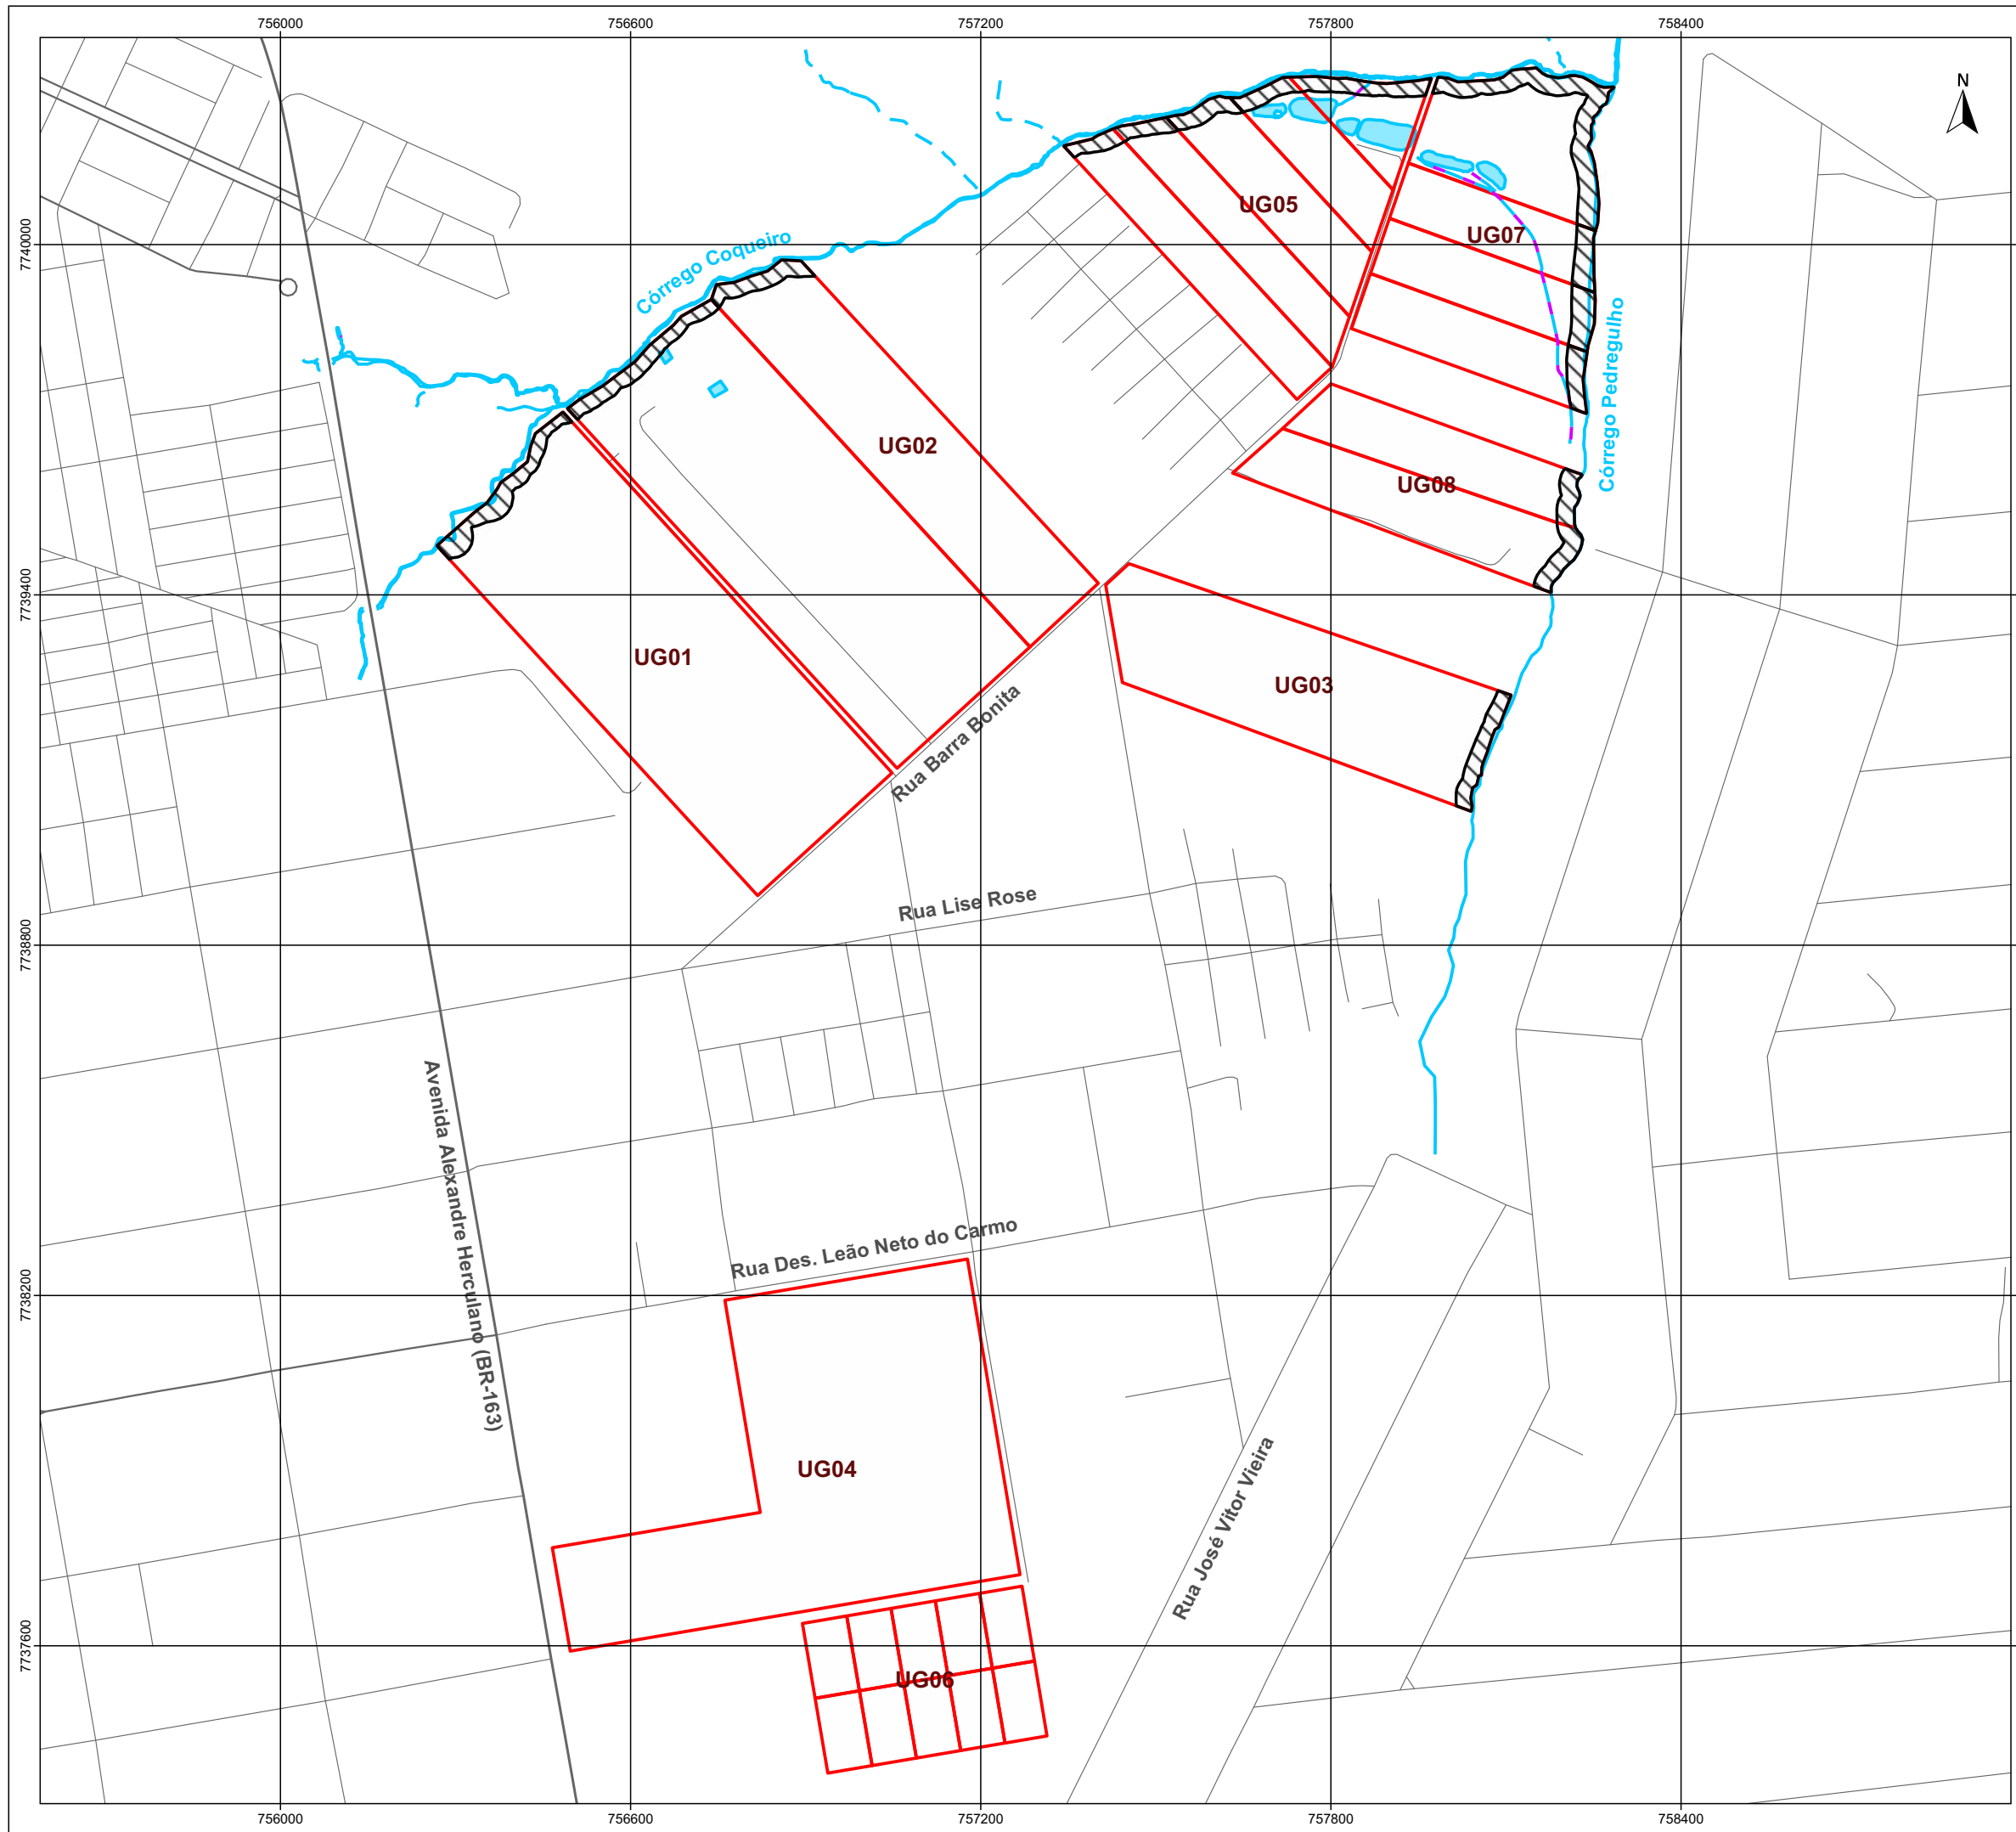 756000 756600 757200 757800 758400
N
7740000
7739400
7738800
7738200
7737600
Córrego Coqueiro
UG05
UG07
Córrego Pedregulho
UG02
UG08
UG01
UG03
Rua Barra Bonita
Rua Lise Rose
Avenida Alexandre Herculano (BR-163)
Rua Des. Leão Neto do Carmo
UG04
Rua José Vitor Vieira
UG06
756000 756600 757200 757800 758400